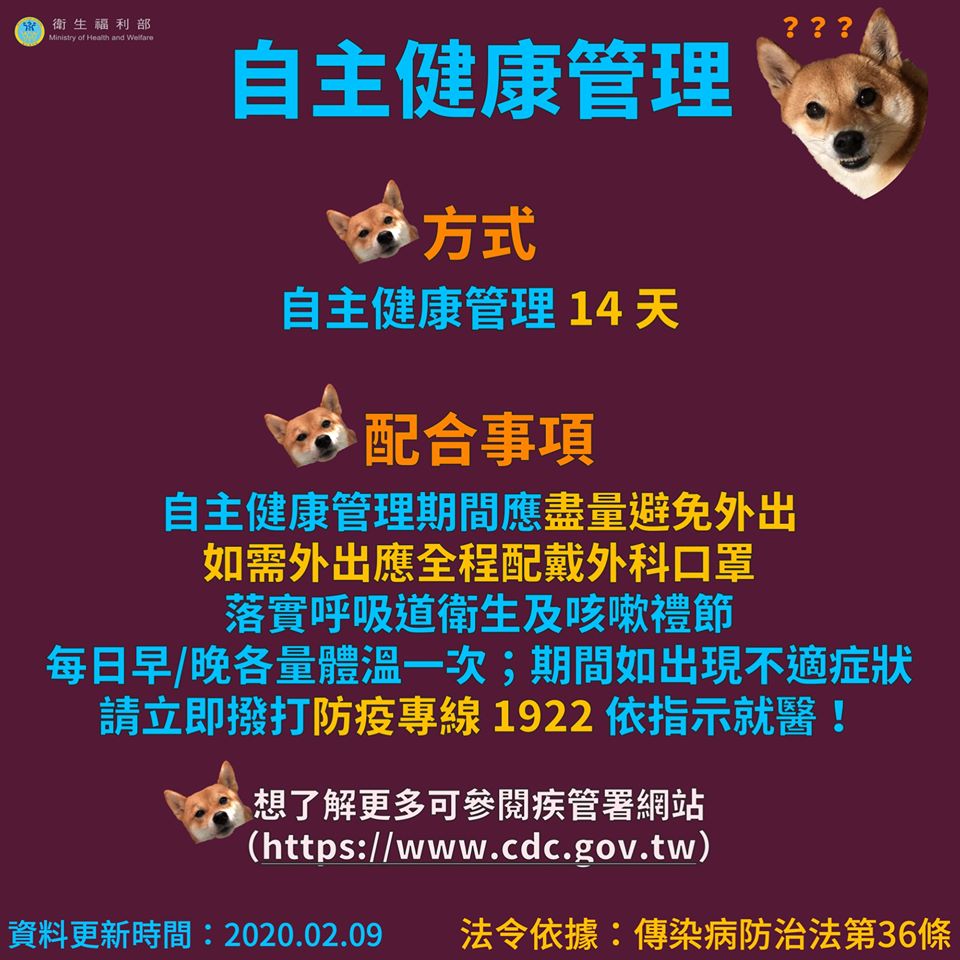 衛生福利部
Ministry of Health and Welfare
???
自主健康管理
方式
自主健康管理 14 天
配合事項
自主健康管理期間應盡量避免外出
如需外出應全程配戴外科口罩
落實呼吸道衛生及咳嗽禮節
每日早/晚各量體溫一次；期間如出現不適症狀
請立即撥打防疫專線 1922 依指示就醫！
想了解更多可參閱疾管署網站
（https://www.cdc.gov.tw）
資料更新時間：2020.02.09
法令依據：傳染病防治法第36條